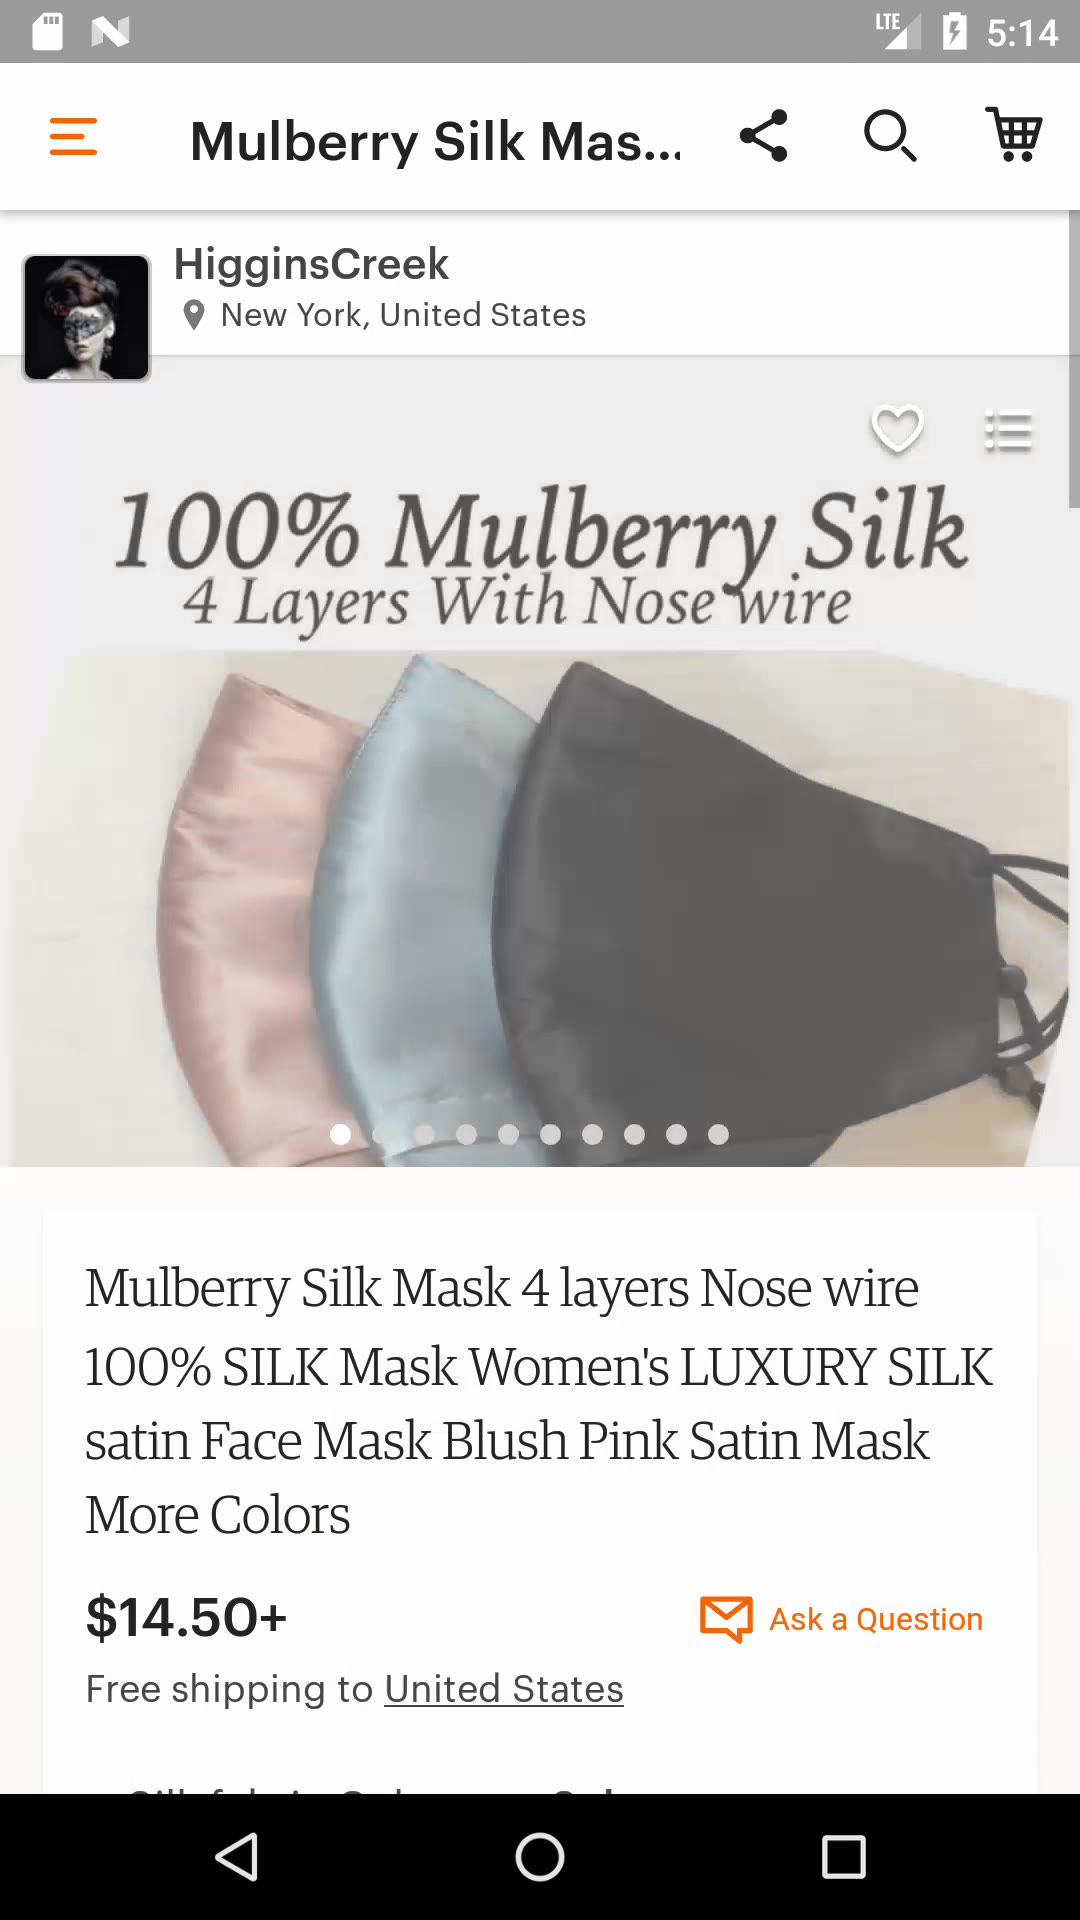 LTE 5:14
Mulberry Silk Mas...
HigginsCreek
New York, United States
100% Mulberry Silk
4 Layers With Nose wire
Mulberry Silk Mask 4 layers Nose wire
100% SILK Mask Women's LUXURY SILK
satin Face Mask Blush Pink Satin Mask
More Colors
$14.50+
Ask a Question
Free shipping to United States